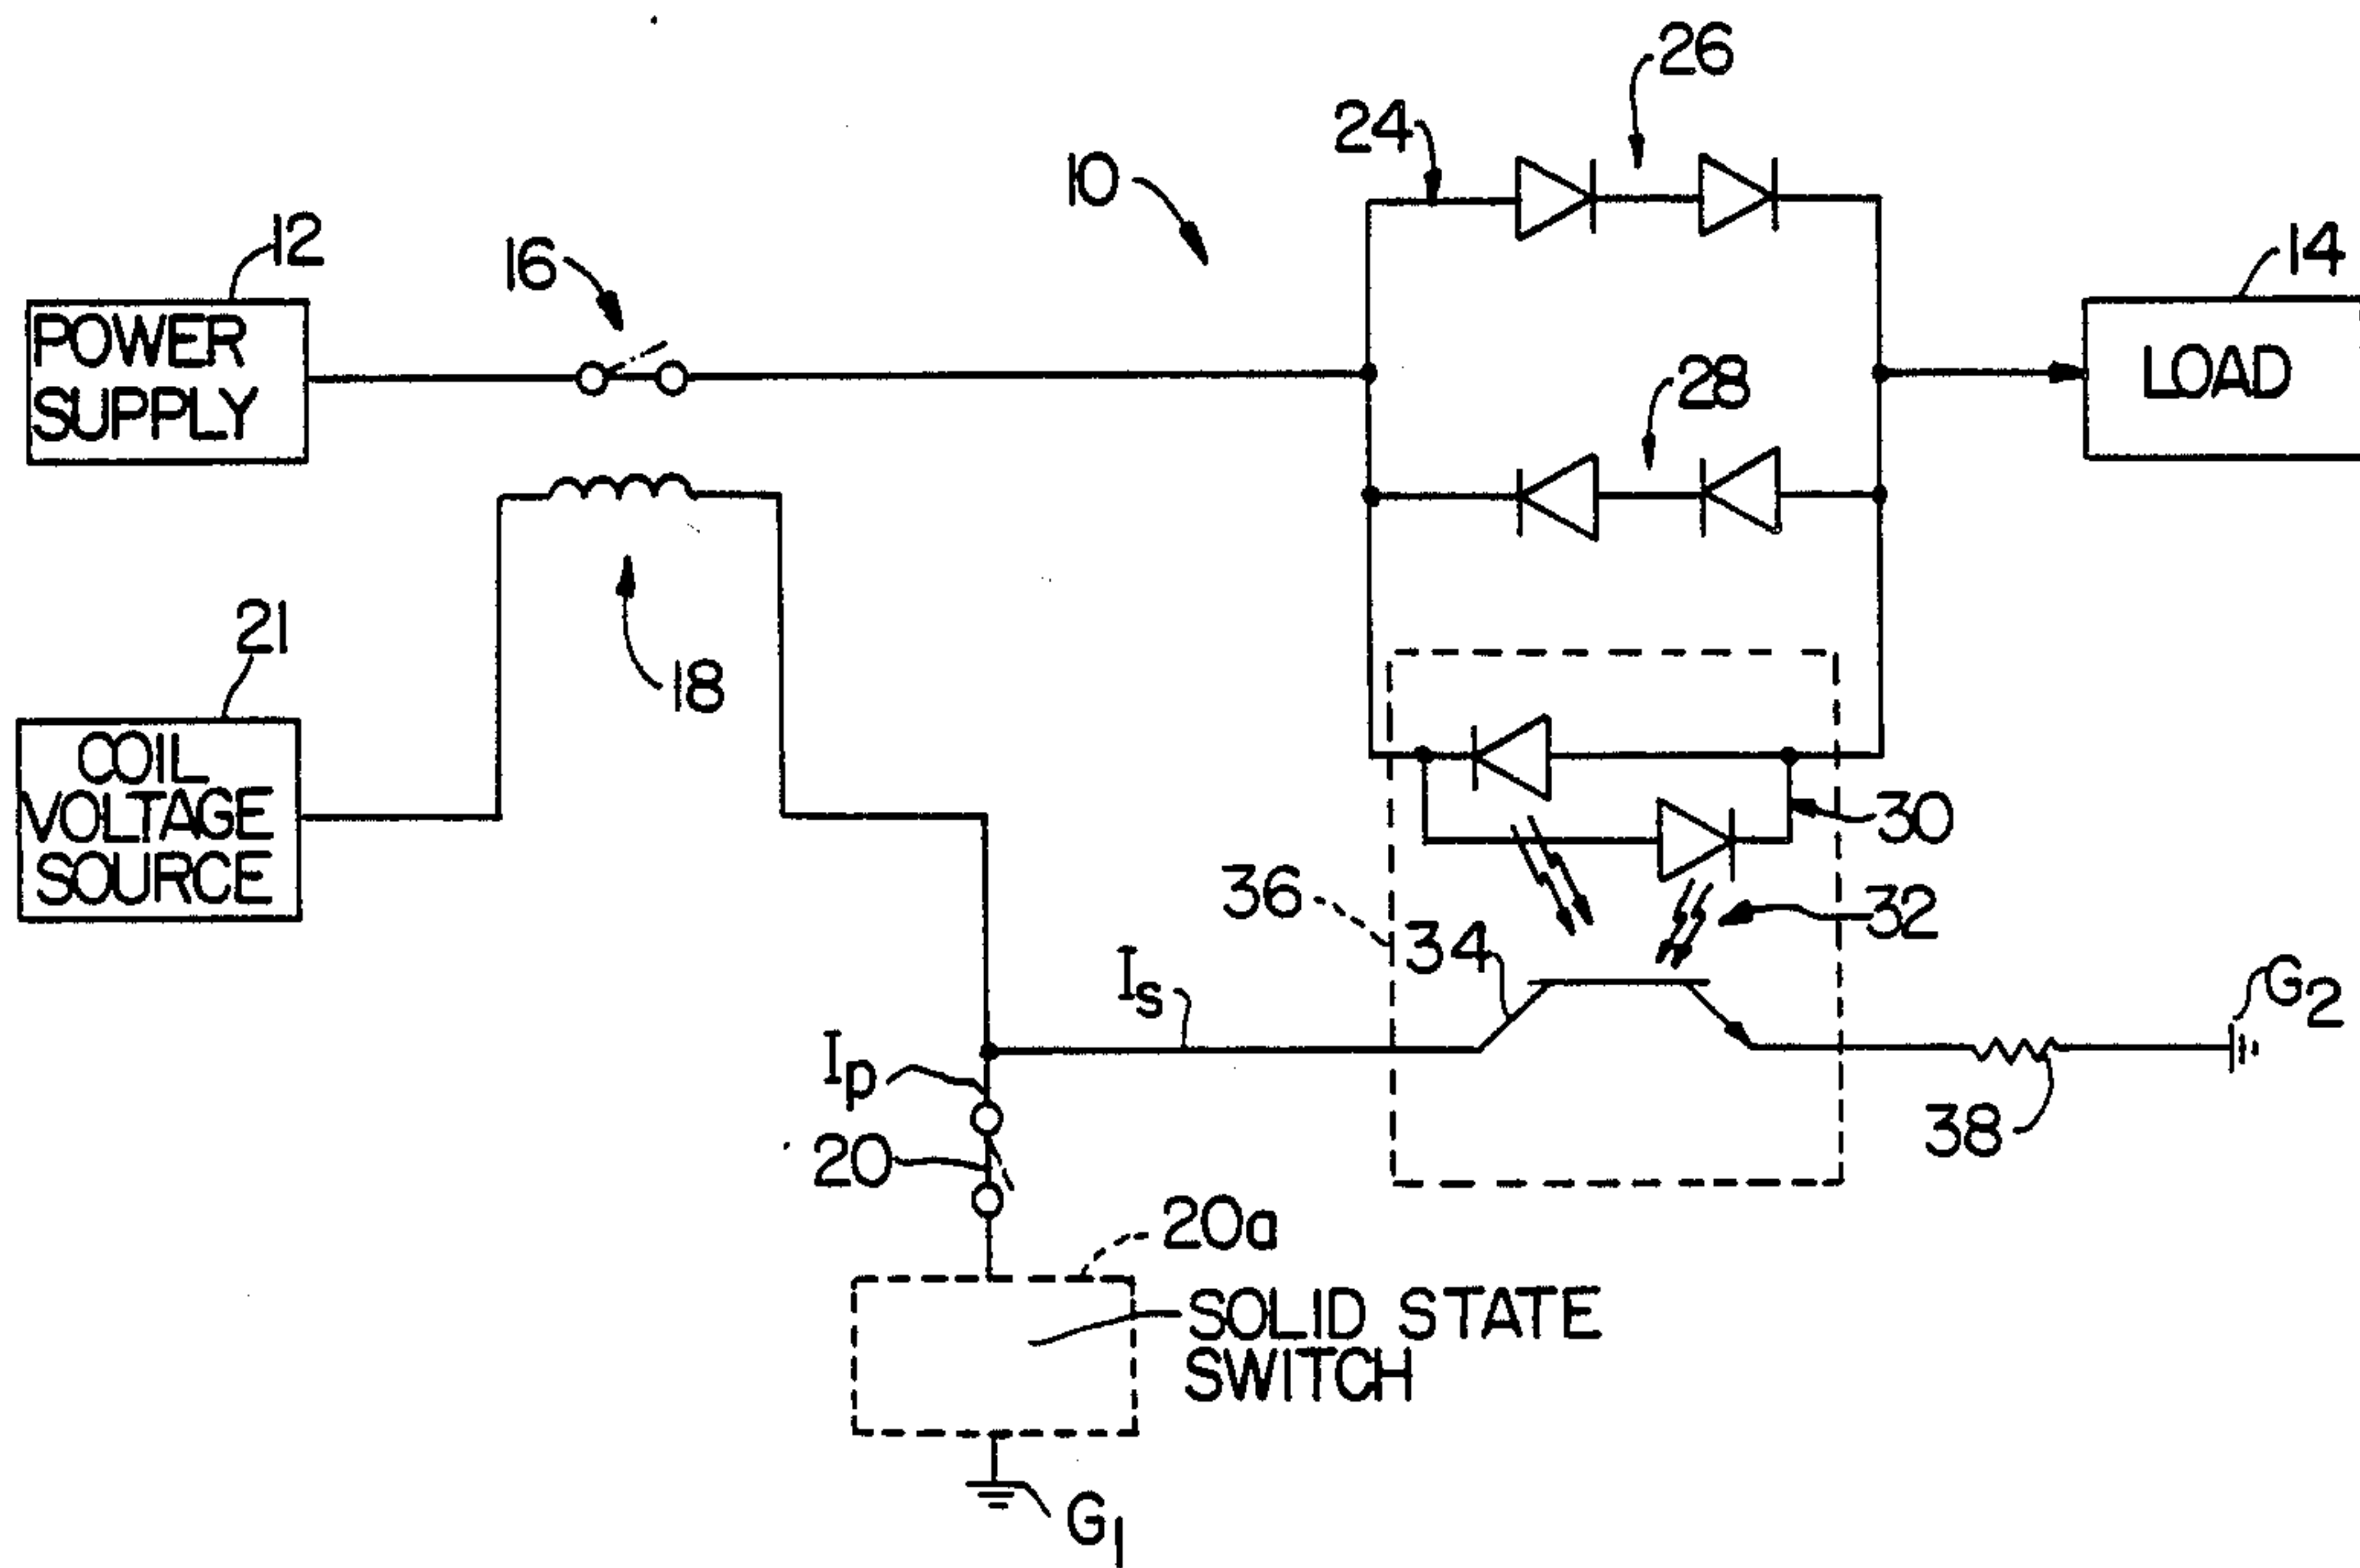 26
24
10
12
16
14
POWER
SUPPLY
LOAD
28
21
18
COIL
VOLTAGE
SOURCE
30
36
34
32
Is
G2
Ip
20
38
20a
SOLID STATE
SWITCH
G1